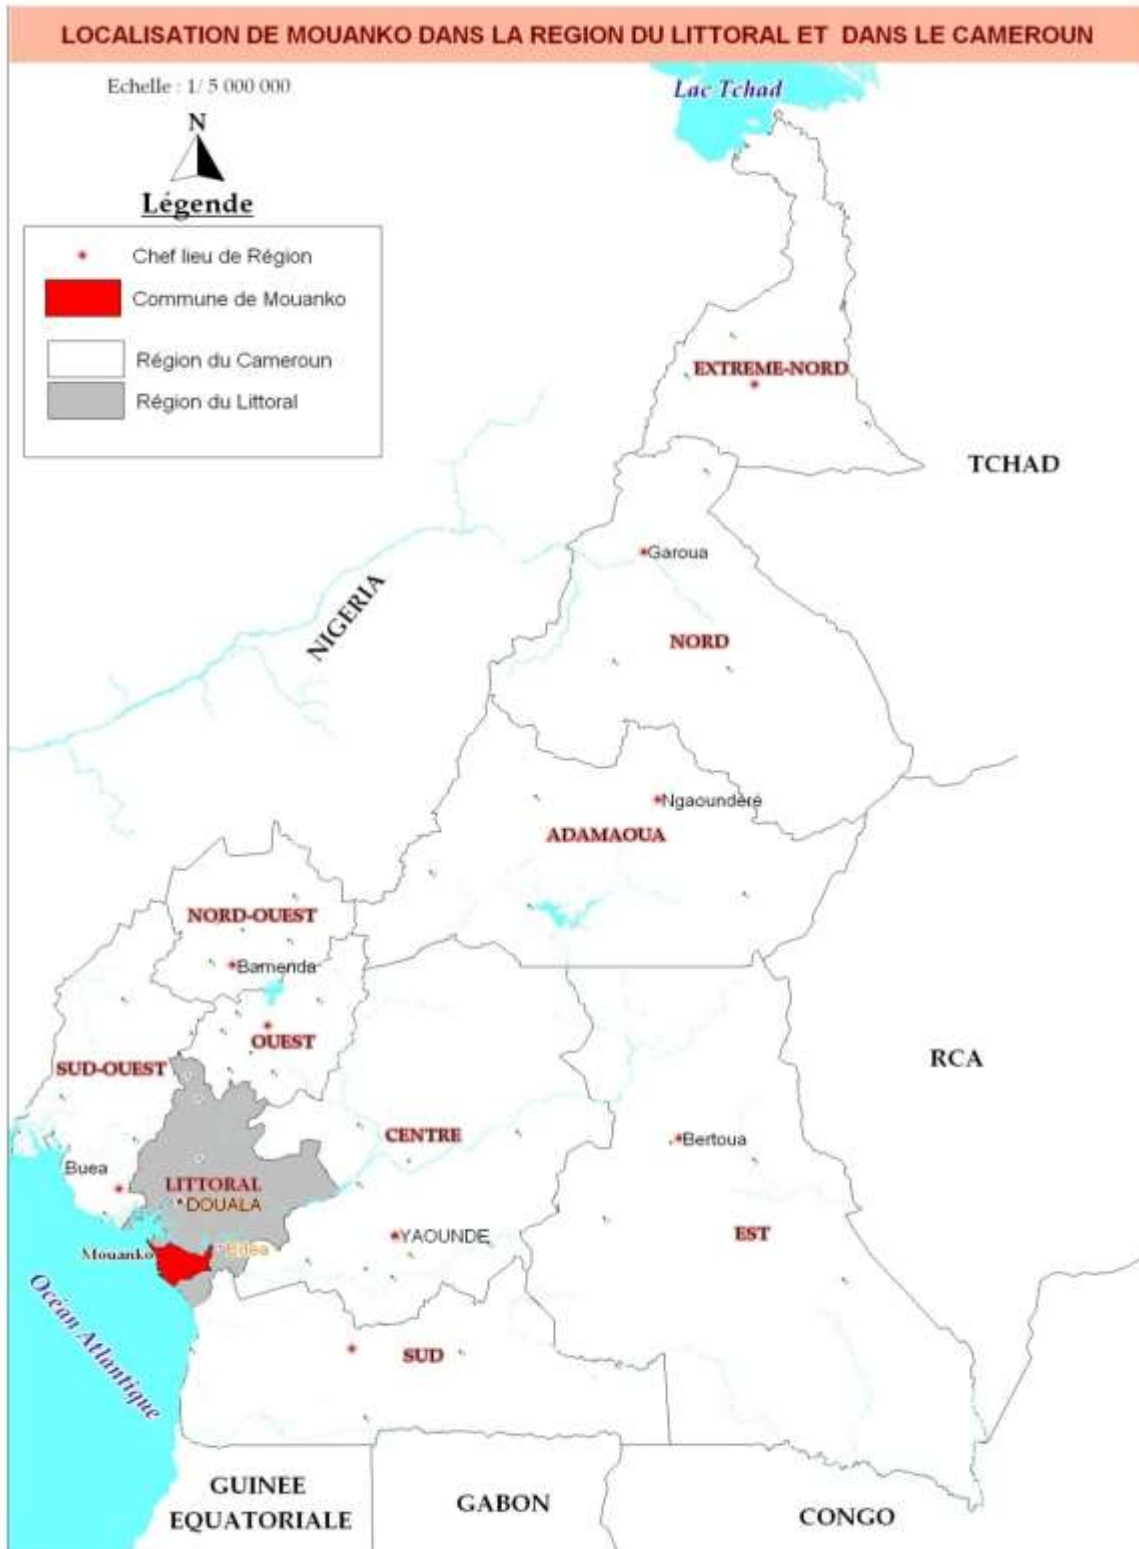 LOCALISATION DE MOUANKO DANS LA REGION DU LITTORAL ET DANS LE CAMEROUN
Echelle : 1/ 5 000 000
N
Légende
Chef lieu de Région
Commune de Mouanko
Région du Cameroun
Région du Littoral
Lac Tchad
EXTREME-NORD
TCHAD
Garoua
NIGERIA
NORD
Ngaoundéré
ADAMAOUA
NORD-OUEST
Bamenda
OUEST
SUD-OUEST
RCA
CENTRE
Bertoua
Buea
LITTORAL
DOUALA
YAOUNDE
EST
Mouanko
Edéa
Océan Atlantique
SUD
GUINEE
EQUATORIALE
GABON
CONGO